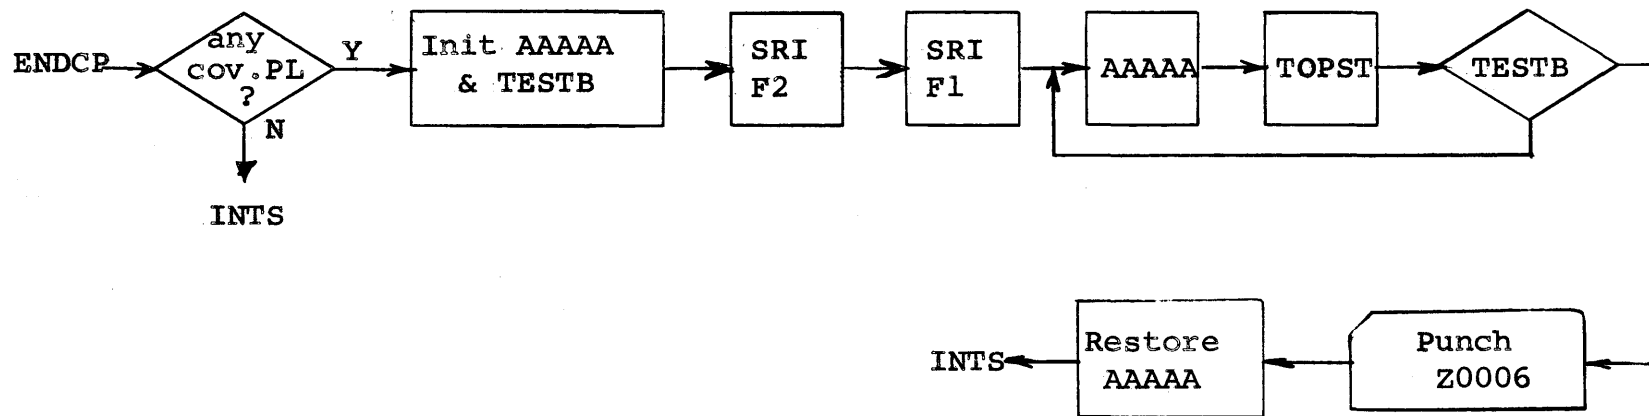 ENDCP
any
cov.PL
?
Y
N
INTS
Init AAAAA
& TESTB
SRI
F2
SRI
F1
AAAAA
TOPST
TESTB
INTS
Restore
AAAAA
Punch
Z0006